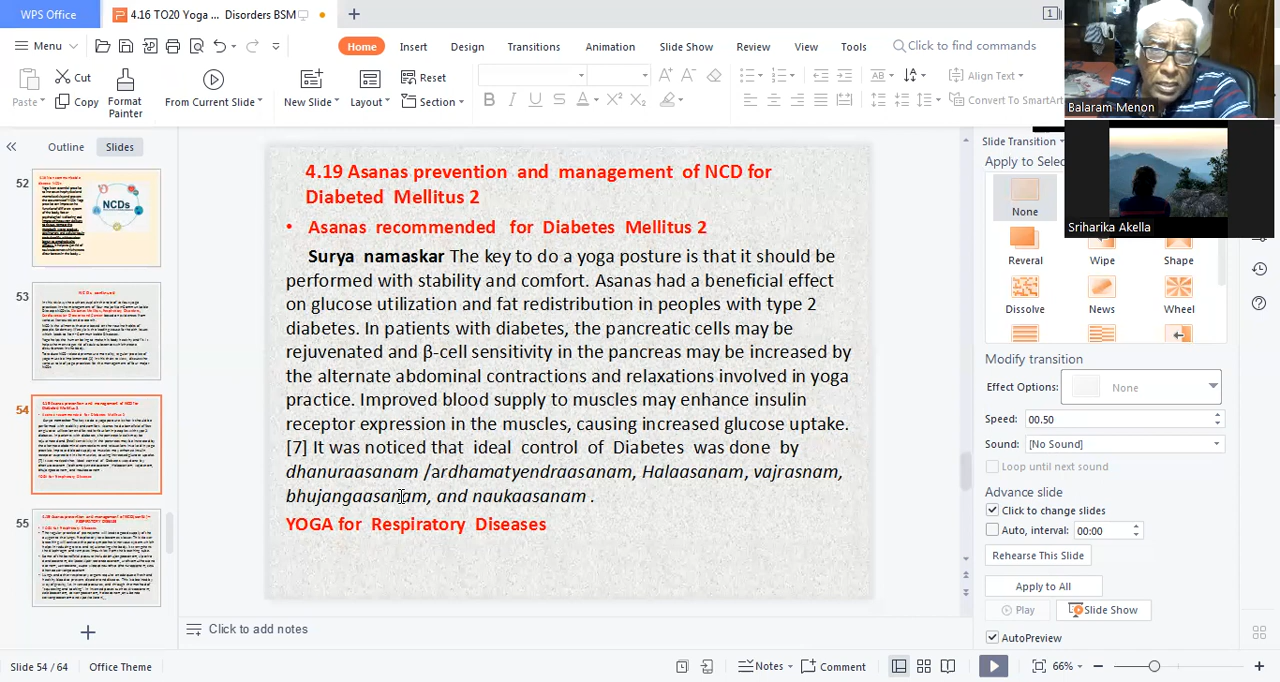 WPS Office
4.16 TO20 Yoga ... Disorders BSM
1
Menu
Home
Insert
Design
Transitions
Animation
Slide Show
Review
View
Tools
Click to find commands
Paste
Cut
Copy
Format
Painter
From Current Slide
New Slide
Layout
Reset
Section
Align Text
Convert To SmartArt
Balaram Menon
Sriharika Akella
Outline
Slides
52
NCDs
53
54
55
4.19 Asanas prevention and management of NCD for
Diabeted Mellitus 2
• Asanas recommended for Diabetes Mellitus 2
Surya namaskar The key to do a yoga posture is that it should be
performed with stability and comfort. Asanas had a beneficial effect
on glucose utilization and fat redistribution in peoples with type 2
diabetes. In patients with diabetes, the pancreatic cells may be
rejuvenated and β-cell sensitivity in the pancreas may be increased by
the alternate abdominal contractions and relaxations involved in yoga
practice. Improved blood supply to muscles may enhance insulin
receptor expression in the muscles, causing increased glucose uptake.
[7] It was noticed that ideal control of Diabetes was done by
dhanuraasanam /ardhamatyendraasanam, Halaasanam, vajrasnam,
bhujangaasanam, and naukaasanam .
YOGA for Respiratory Diseases
Slide Transition
Apply to Selec
None
Reveral
Wipe
Shape
Dissolve
News
Wheel
Modify transition
Effect Options:
None
Speed:
00.50
Sound:
[No Sound]
Loop until next sound
Advance slide
Click to change slides
Auto, interval:
00:00
Rehearse This Slide
Apply to All
Play
Slide Show
AutoPreview
Click to add notes
Slide 54 / 64
Office Theme
Notes
Comment
66%